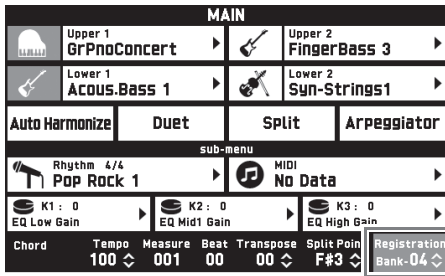 MAIN
Upper 1
GrPnoConcert
Upper 2
FingerBass 3
Lower 1
Acous.Bass 1
Lower 2
Syn-Strings1
Auto Harmonize Duet Split Arpeggiator
sub-menu
Rhythm 4/4
Pop Rock 1
MIDI
No Data
K1: 0
EQ Low Gain
K2: 0
EQ Mid1 Gain
K3: 0
EQ High Gain
Chord Tempo Measure Beat Transpose Split Poin Registration
100 001 00 00 F#3 Bank-04